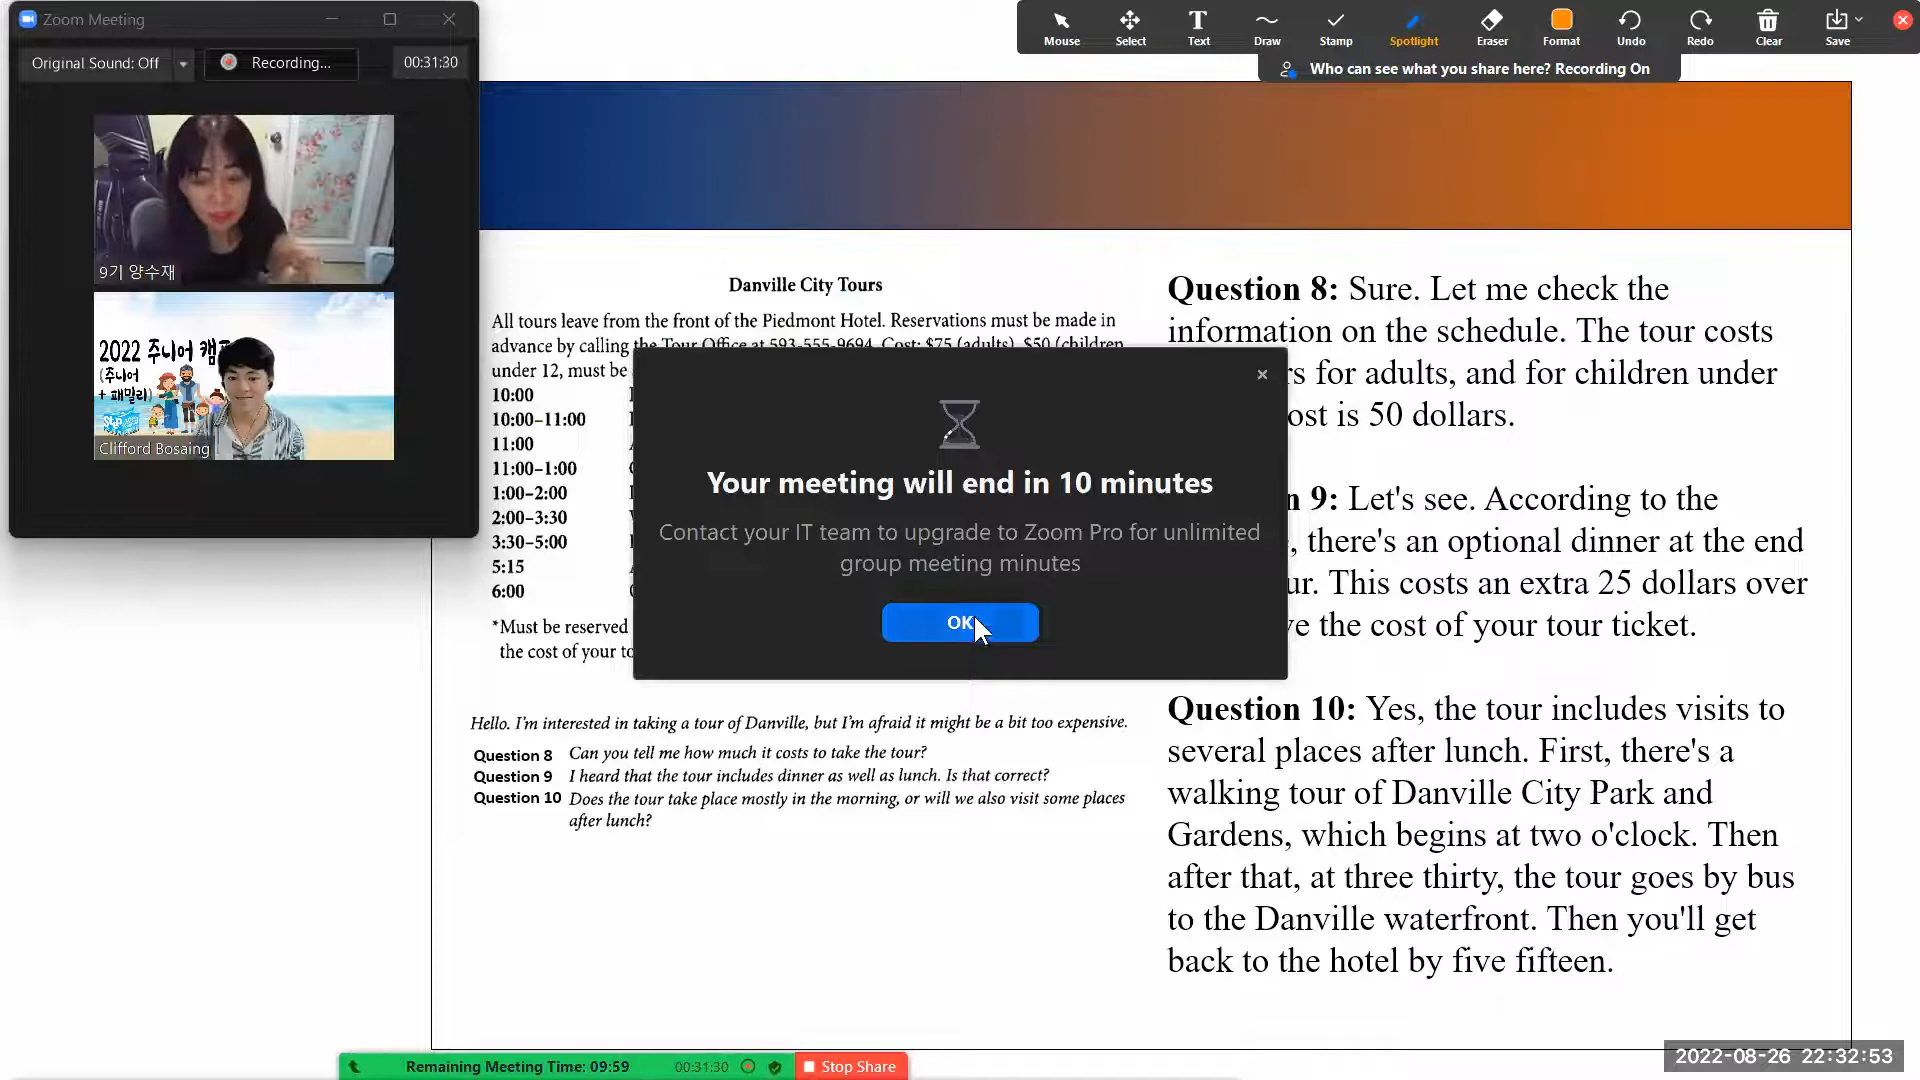 Zoom Meeting
Original Sound: Off
Recording...
00:31:30
9기 양수재
2022 주니어 캠프
(주니어
+ 패밀리)
Clifford Bosaing
Mouse
Select
Text
Draw
Stamp
Spotlight
Eraser
Format
Undo
Redo
Clear
Save
Who can see what you share here? Recording On
Danville City Tours
All tours leave from the front of the Piedmont Hotel. Reservations must be made in
advance by calling the Tour Office at 593-555-9694. Cost: $75 (adults), $50 (children
under 12, must be
10:00
10:00–11:00
11:00
11:00–1:00
1:00–2:00
2:00–3:30
3:30–5:00
5:15
6:00
*Must be reserved
the cost of your to
Your meeting will end in 10 minutes
Contact your IT team to upgrade to Zoom Pro for unlimited
group meeting minutes
OK
Hello. I'm interested in taking a tour of Danville, but I'm afraid it might be a bit too expensive.
Question 8 Can you tell me how much it costs to take the tour?
Question 9 I heard that the tour includes dinner as well as lunch. Is that correct?
Question 10 Does the tour take place mostly in the morning, or will we also visit some places
after lunch?
Question 8: Sure. Let me check the
information on the schedule. The tour costs
rs for adults, and for children under
ost is 50 dollars.
n 9: Let's see. According to the
, there's an optional dinner at the end
ur. This costs an extra 25 dollars over
ve the cost of your tour ticket.
Question 10: Yes, the tour includes visits to
several places after lunch. First, there's a
walking tour of Danville City Park and
Gardens, which begins at two o'clock. Then
after that, at three thirty, the tour goes by bus
to the Danville waterfront. Then you'll get
back to the hotel by five fifteen.
Remaining Meeting Time: 09:59
00:31:30
Stop Share
2022-08-26 22:32:53